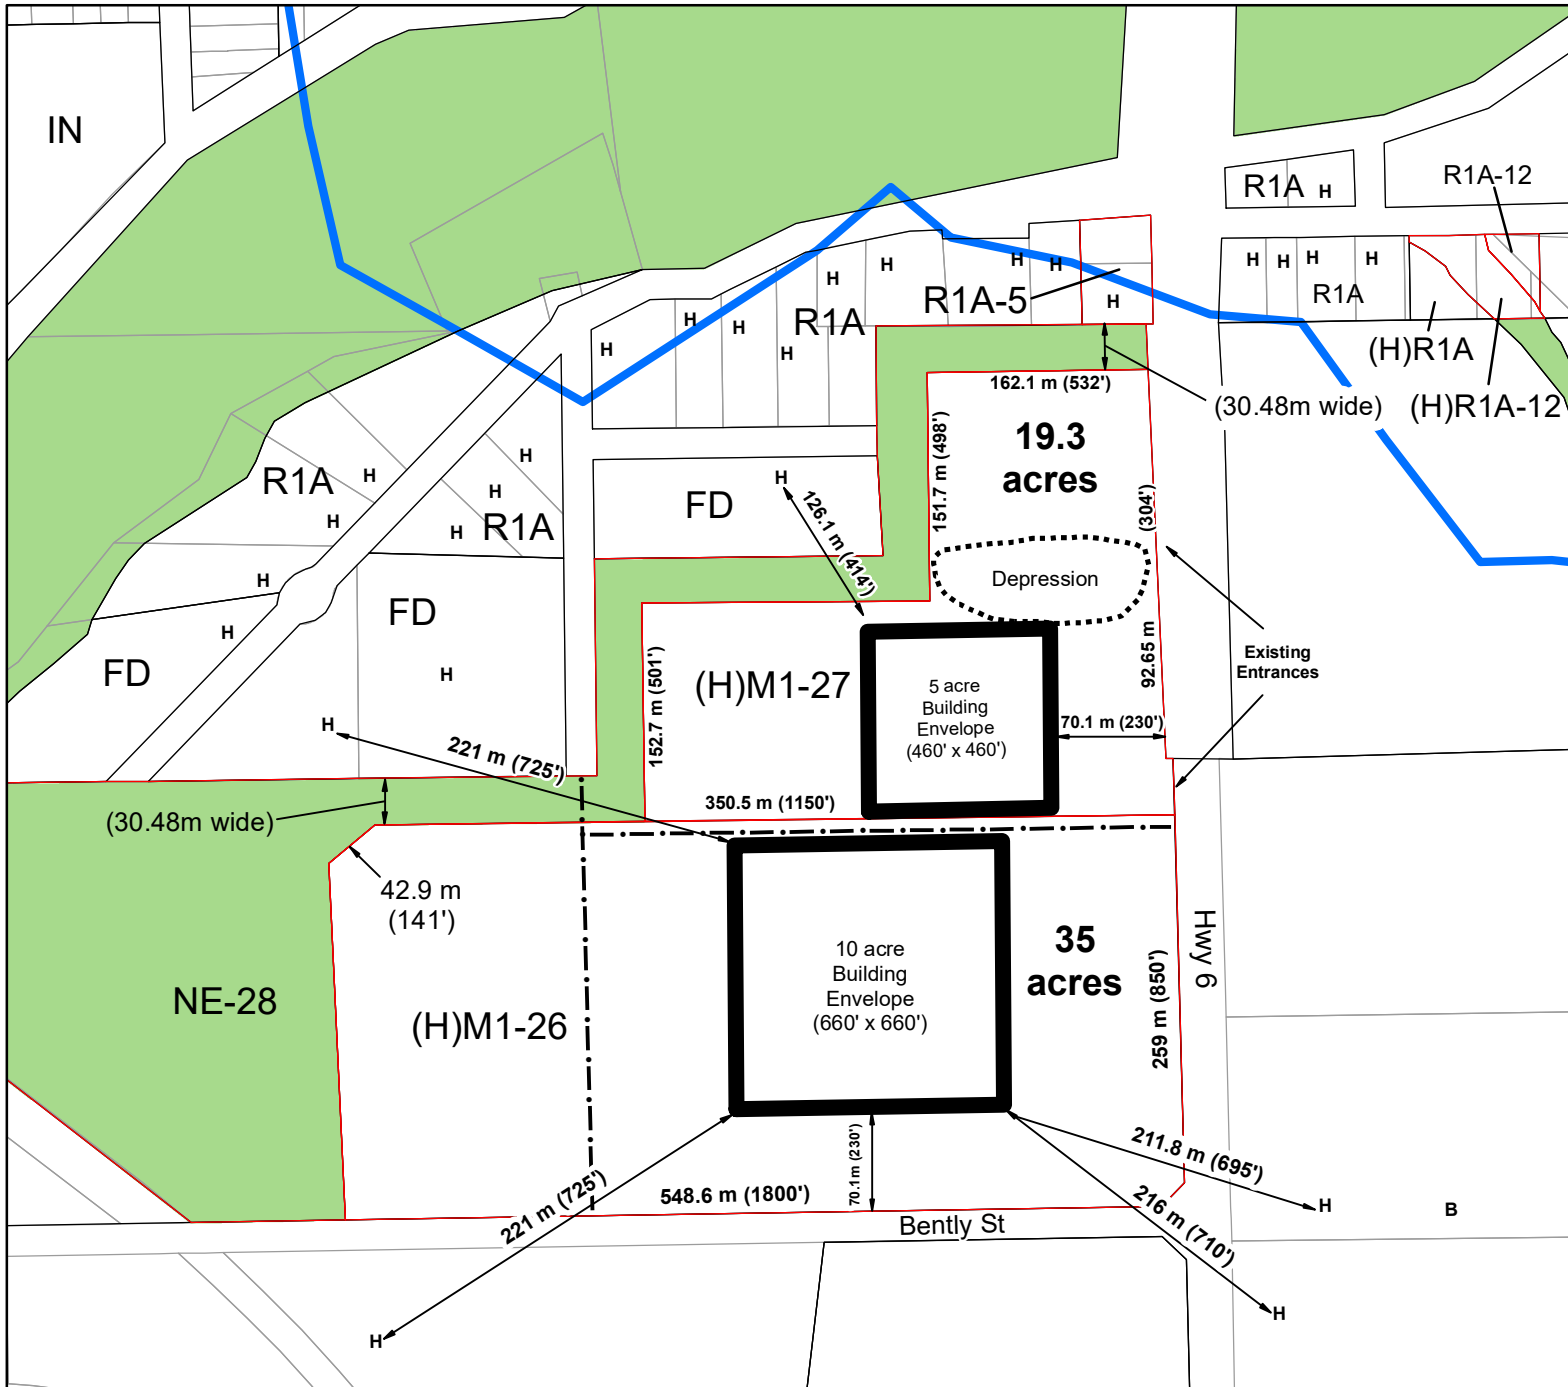 IN
R1A
H
R1A-12
H
H
H
H
R1A
(H)R1A
(H)R1A-12
H
H
H
H
R1A-5
H
R1A
H
H
H
H
162.1 m (532')
(30.48m wide)
19.3
acres
151.7 m (498')
(304')
92.65 m
R1A
H
H
H
H
H
R1A
FD
H
126.1 m (414')
Depression
H
H
FD
FD
H
H
(H)M1-27
152.7 m (501')
5 acre
Building
Envelope
(460' x 460')
70.1 m (230')
Existing
Entrances
221 m (725')
350.5 m (1150')
(30.48m wide)
42.9 m
(141')
NE-28
(H)M1-26
10 acre
Building
Envelope
(660' x 660')
35
acres
Hwy 6
259 m (850')
70.1 m (230')
548.6 m (1800')
221 m (725')
211.8 m (695')
216 m (710')
H
B
Bently St
H
H